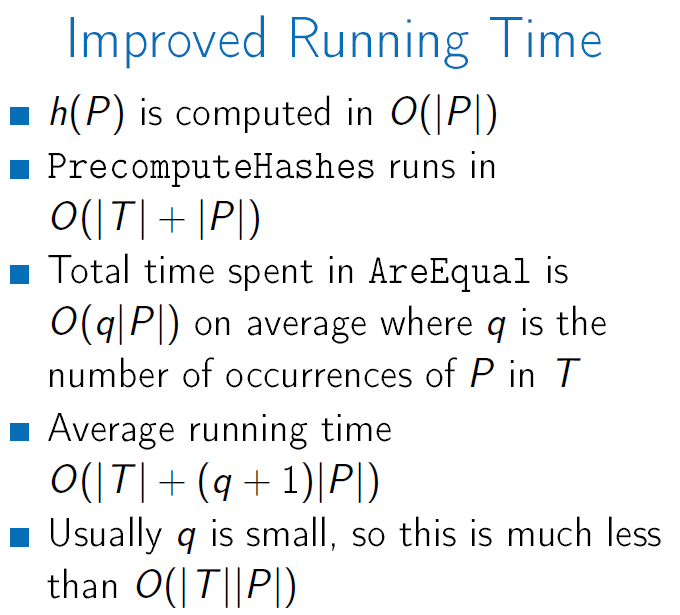 Improved Running Time
h(P) is computed in O(|P|)
PrecomputeHashes runs in
O(|T| + |P|)
Total time spent in AreEqual is
O(q|P|) on average where q is the
number of occurrences of P in T
Average running time
O(|T| + (q + 1)|P|)
Usually q is small, so this is much less
than O(|T||P|)